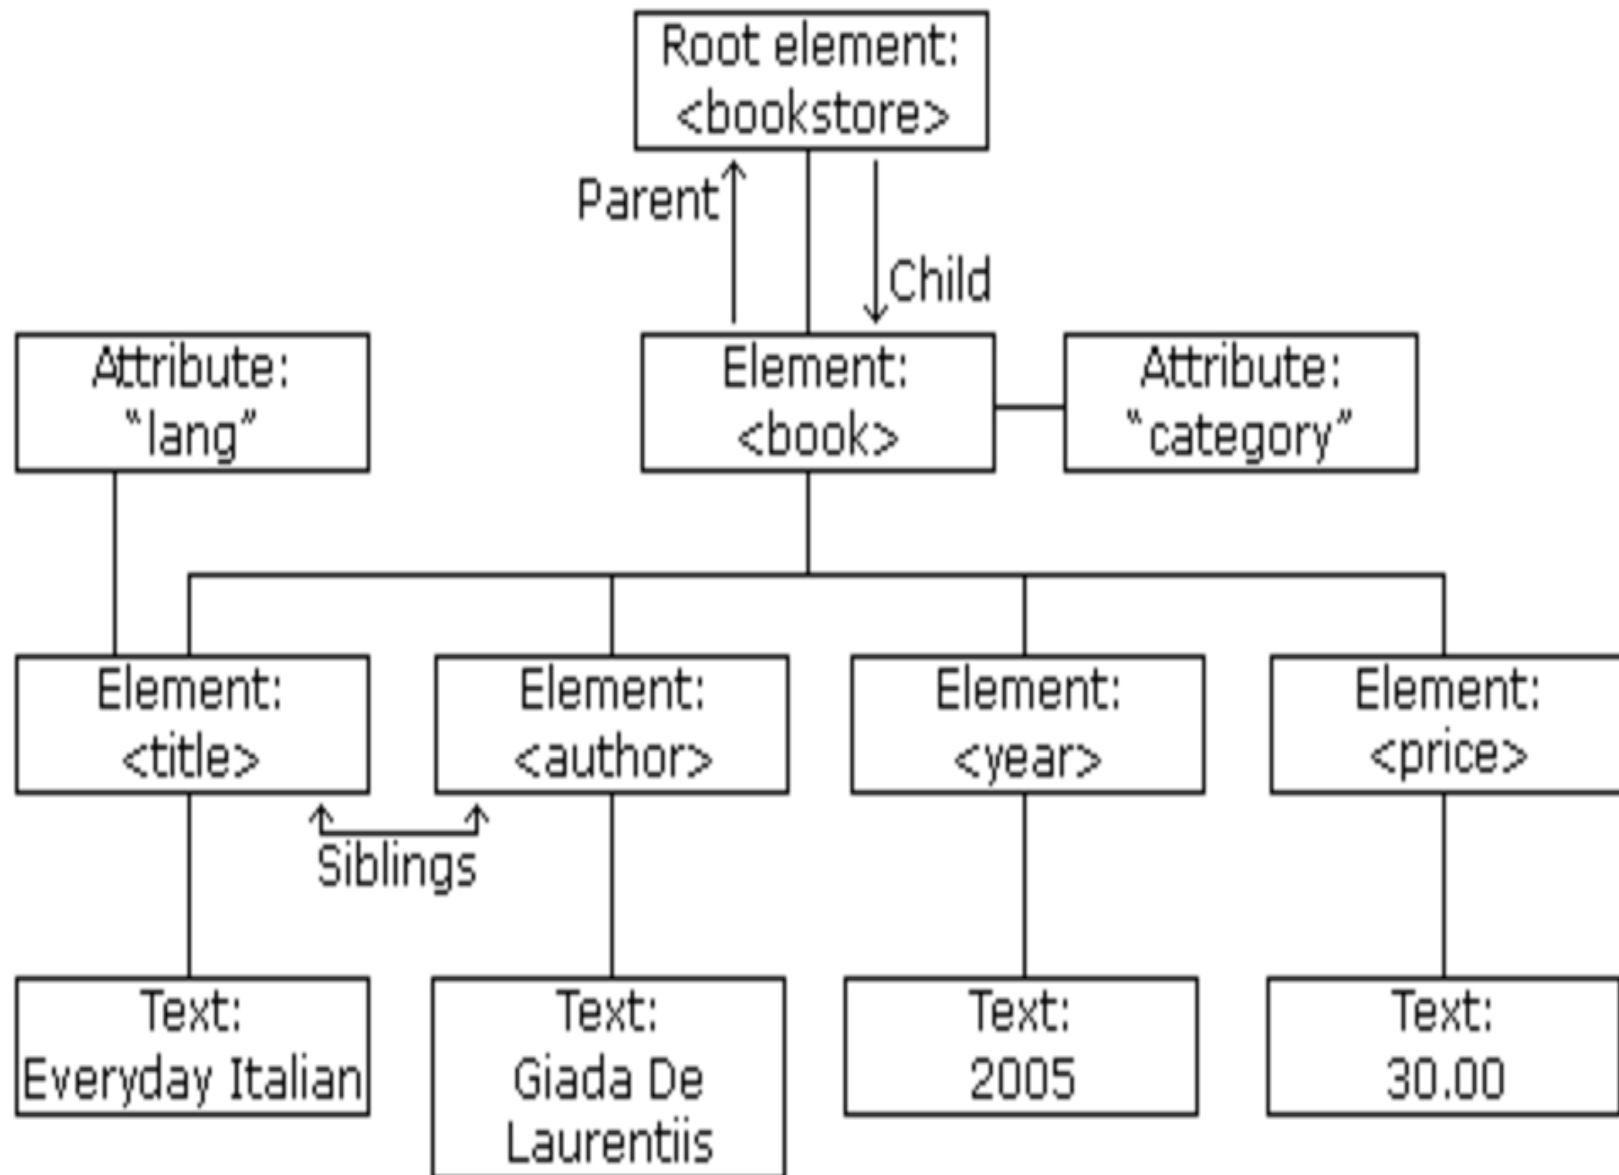 Root element:
<bookstore>
Parent
Child
Attribute:
“lang”
Element:
<book>
Attribute:
“category”
Element:
<title>
Element:
<author>
Element:
<year>
Element:
<price>
Siblings
Text:
Everyday Italian
Text:
Giada De
Laurentiis
Text:
2005
Text:
30.00